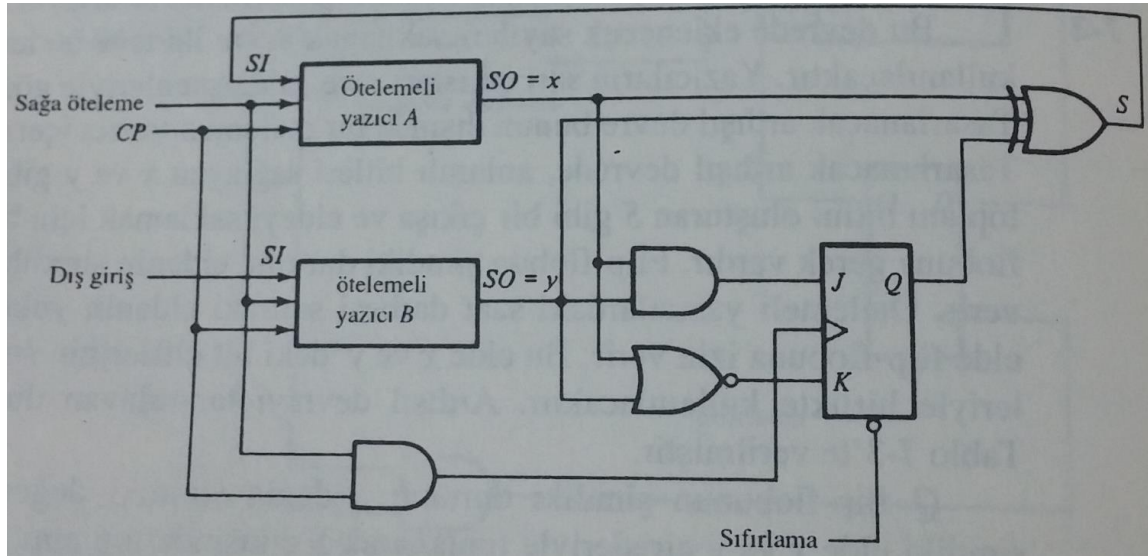 SI
Ötelemeli
yazıcı A
SO = x
S
Sağa öteleme
CP
SI
Dış giriş
ötelemeli
yazıcı B
SO = y
J
Q
K
Sıfırlama